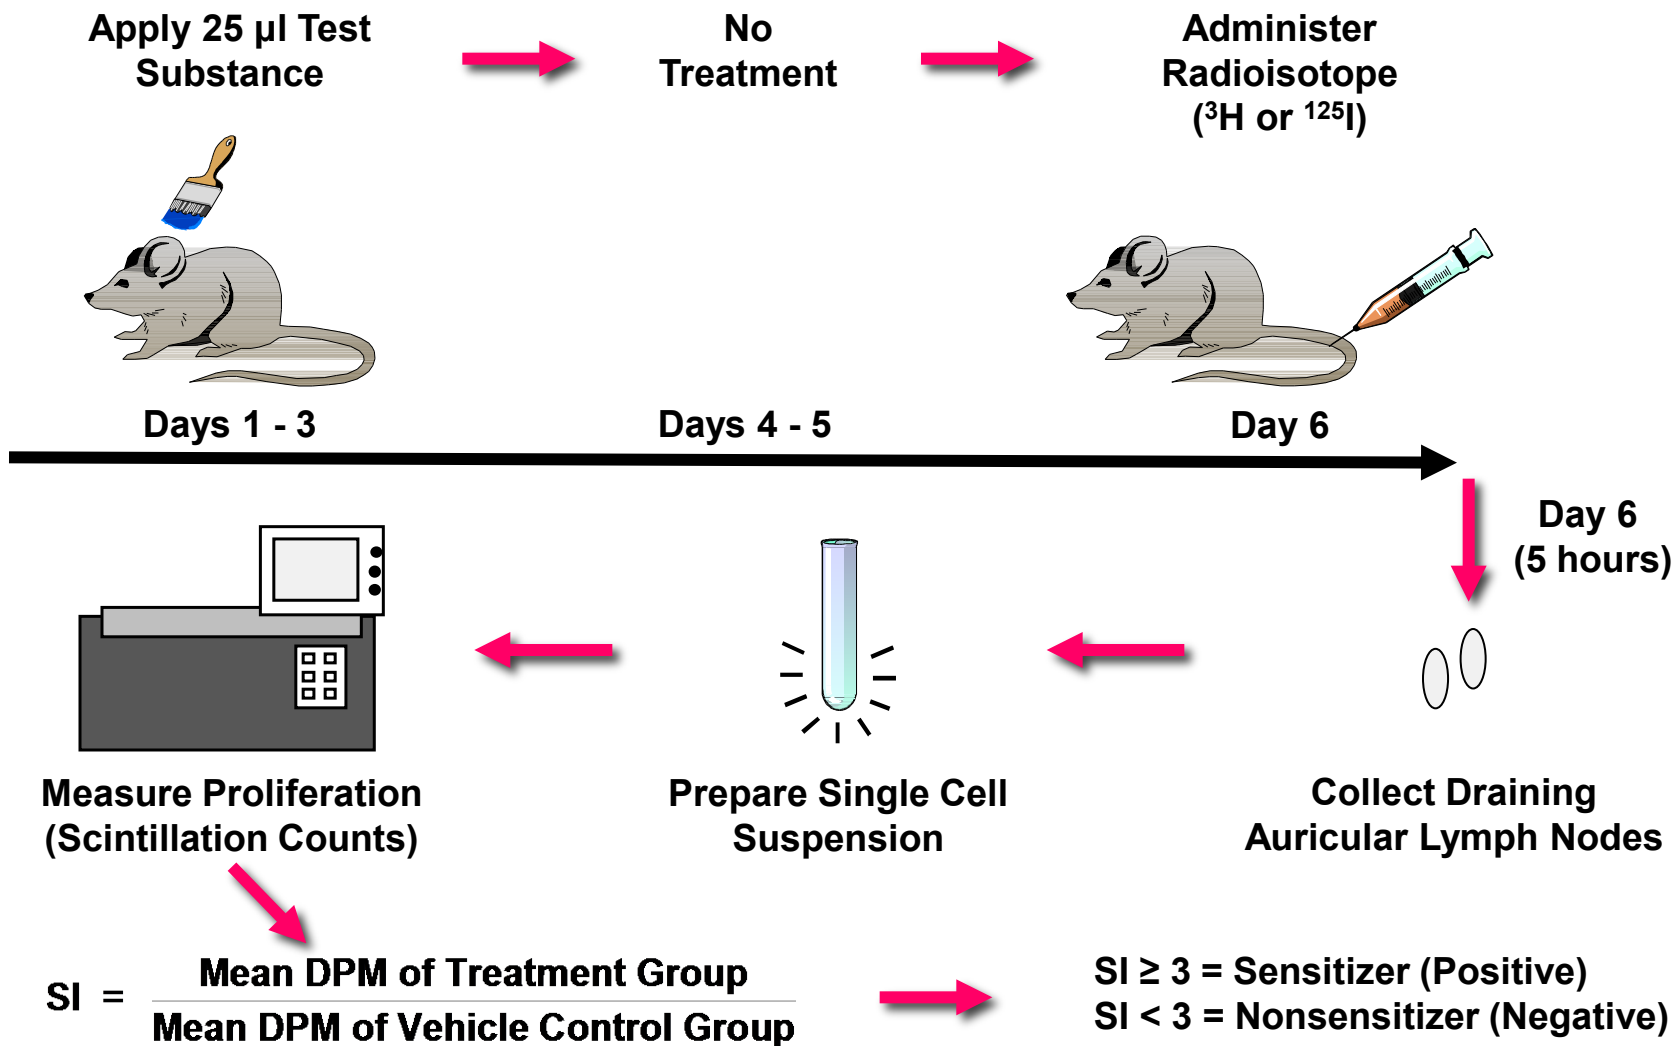 Apply 25 µl Test
Substance
No
Treatment
Administer
Radioisotope
(³H or ¹²⁵I)
Days 1 - 3
Days 4 - 5
Day 6
Day 6
(5 hours)
Measure Proliferation
(Scintillation Counts)
Prepare Single Cell
Suspension
Collect Draining
Auricular Lymph Nodes
SI =
Mean DPM of Treatment Group
Mean DPM of Vehicle Control Group
SI ≥ 3 = Sensitizer (Positive)
SI < 3 = Nonsensitizer (Negative)